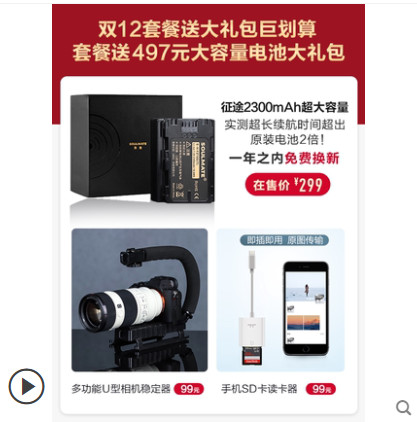 双12套餐送大礼包巨划算
套餐送497元大容量电池大礼包
征途2300mAh超大容量
实测超长续航时间超出
原装电池2倍！
一年之内免费换新
在售价¥299
SOULMATE
SOULMATE
即插即用 原图传输
多功能U型相机稳定器 99元
手机SD卡读卡器 99元